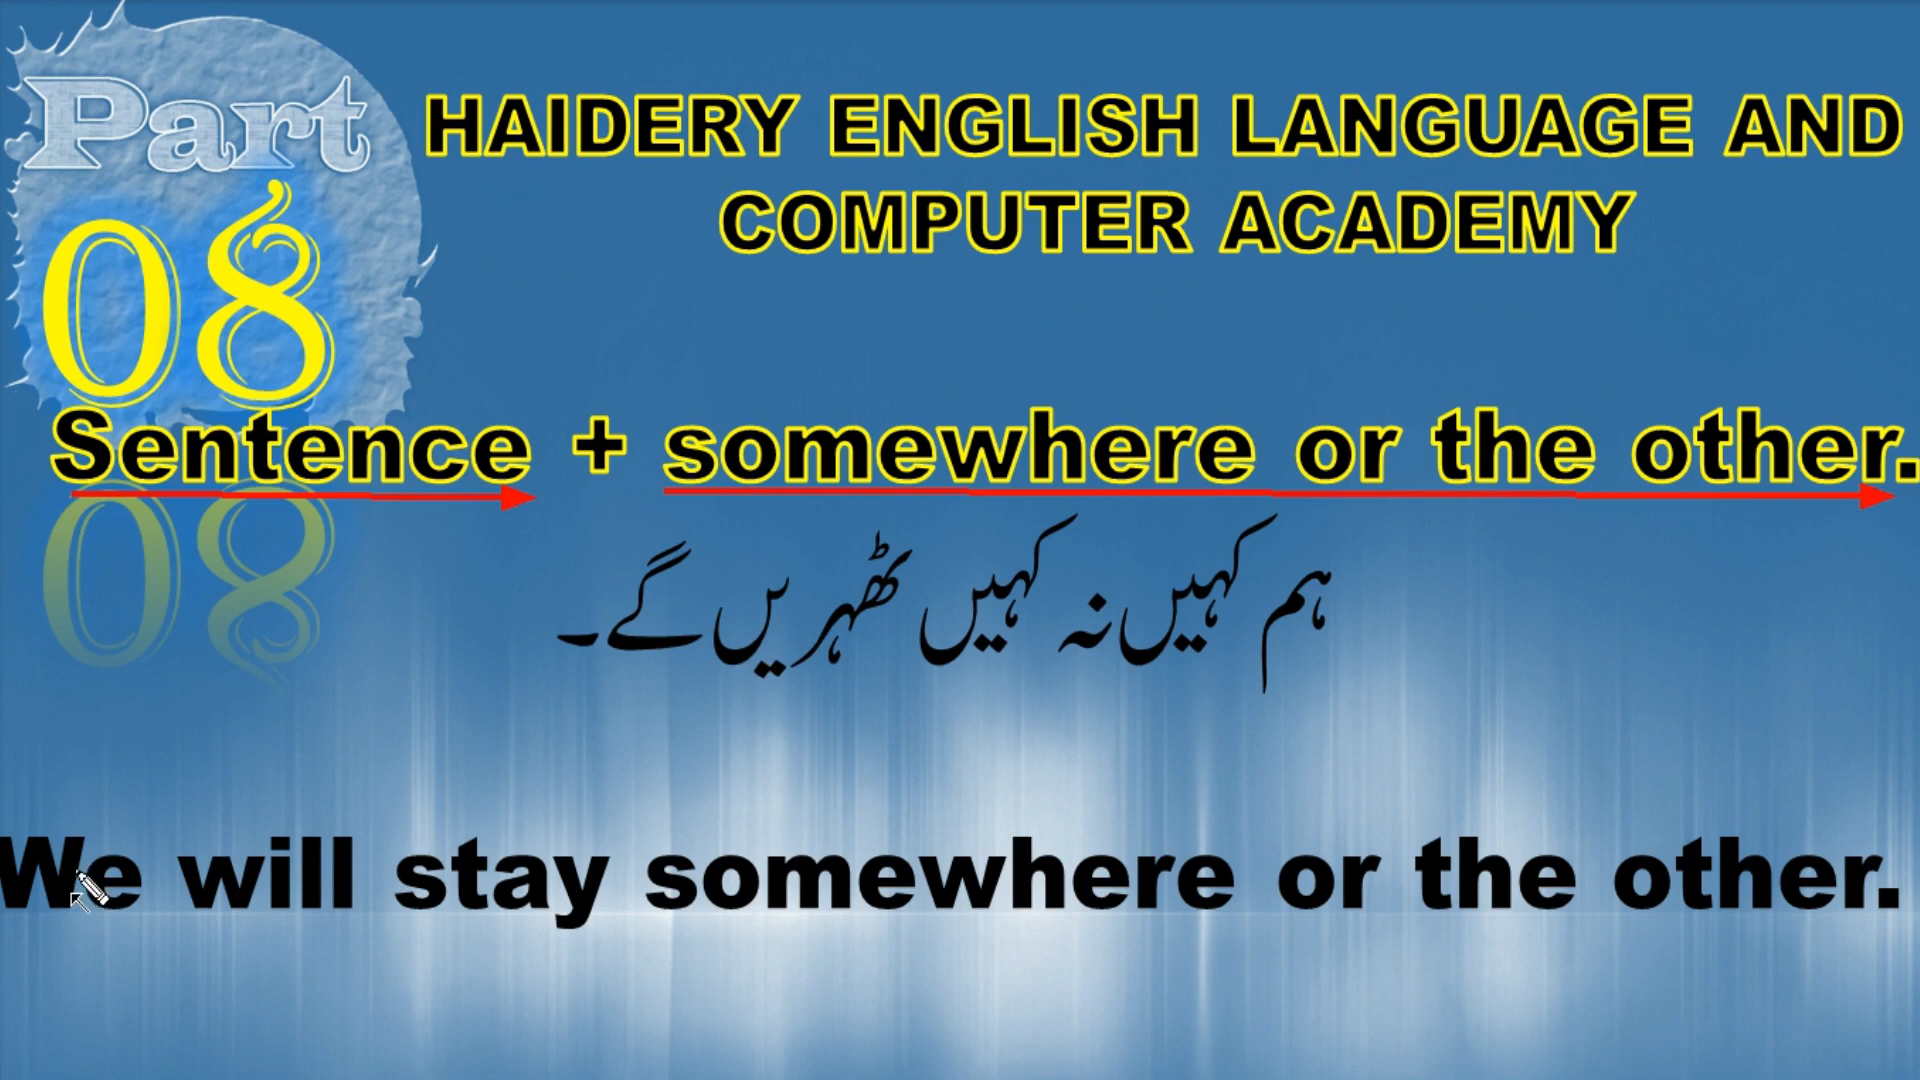 Part
08
HAIDERY ENGLISH LANGUAGE AND
COMPUTER ACADEMY
Sentence + somewhere or the other.
ہم کہیں نہ کہیں ٹھہریں گے۔
We will stay somewhere or the other.